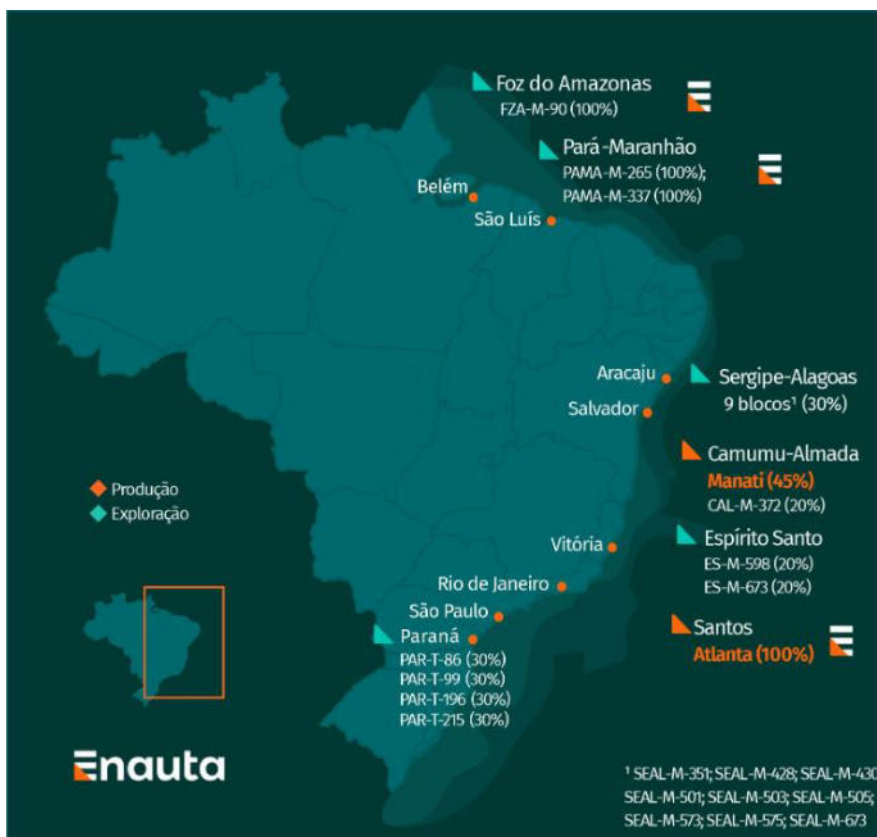 Foz do Amazonas
FZA-M-90 (100%)
Pará-Maranhão
PAMA-M-265 (100%);
PAMA-M-337 (100%)
Belém
São Luís
Aracaju
Sergipe-Alagoas
9 blocos¹ (30%)
Salvador
Camumu-Almada
Manati (45%)
CAL-M-372 (20%)
Produção
Exploração
Vitória
Espírito Santo
ES-M-598 (20%)
ES-M-673 (20%)
Rio de Janeiro
São Paulo
Santos
Atlanta (100%)
Paraná
PAR-T-86 (30%)
PAR-T-99 (30%)
PAR-T-196 (30%)
PAR-T-215 (30%)
Enauta
¹ SEAL-M-351; SEAL-M-428; SEAL-M-430
SEAL-M-501; SEAL-M-503; SEAL-M-505;
SEAL-M-573; SEAL-M-575; SEAL-M-673